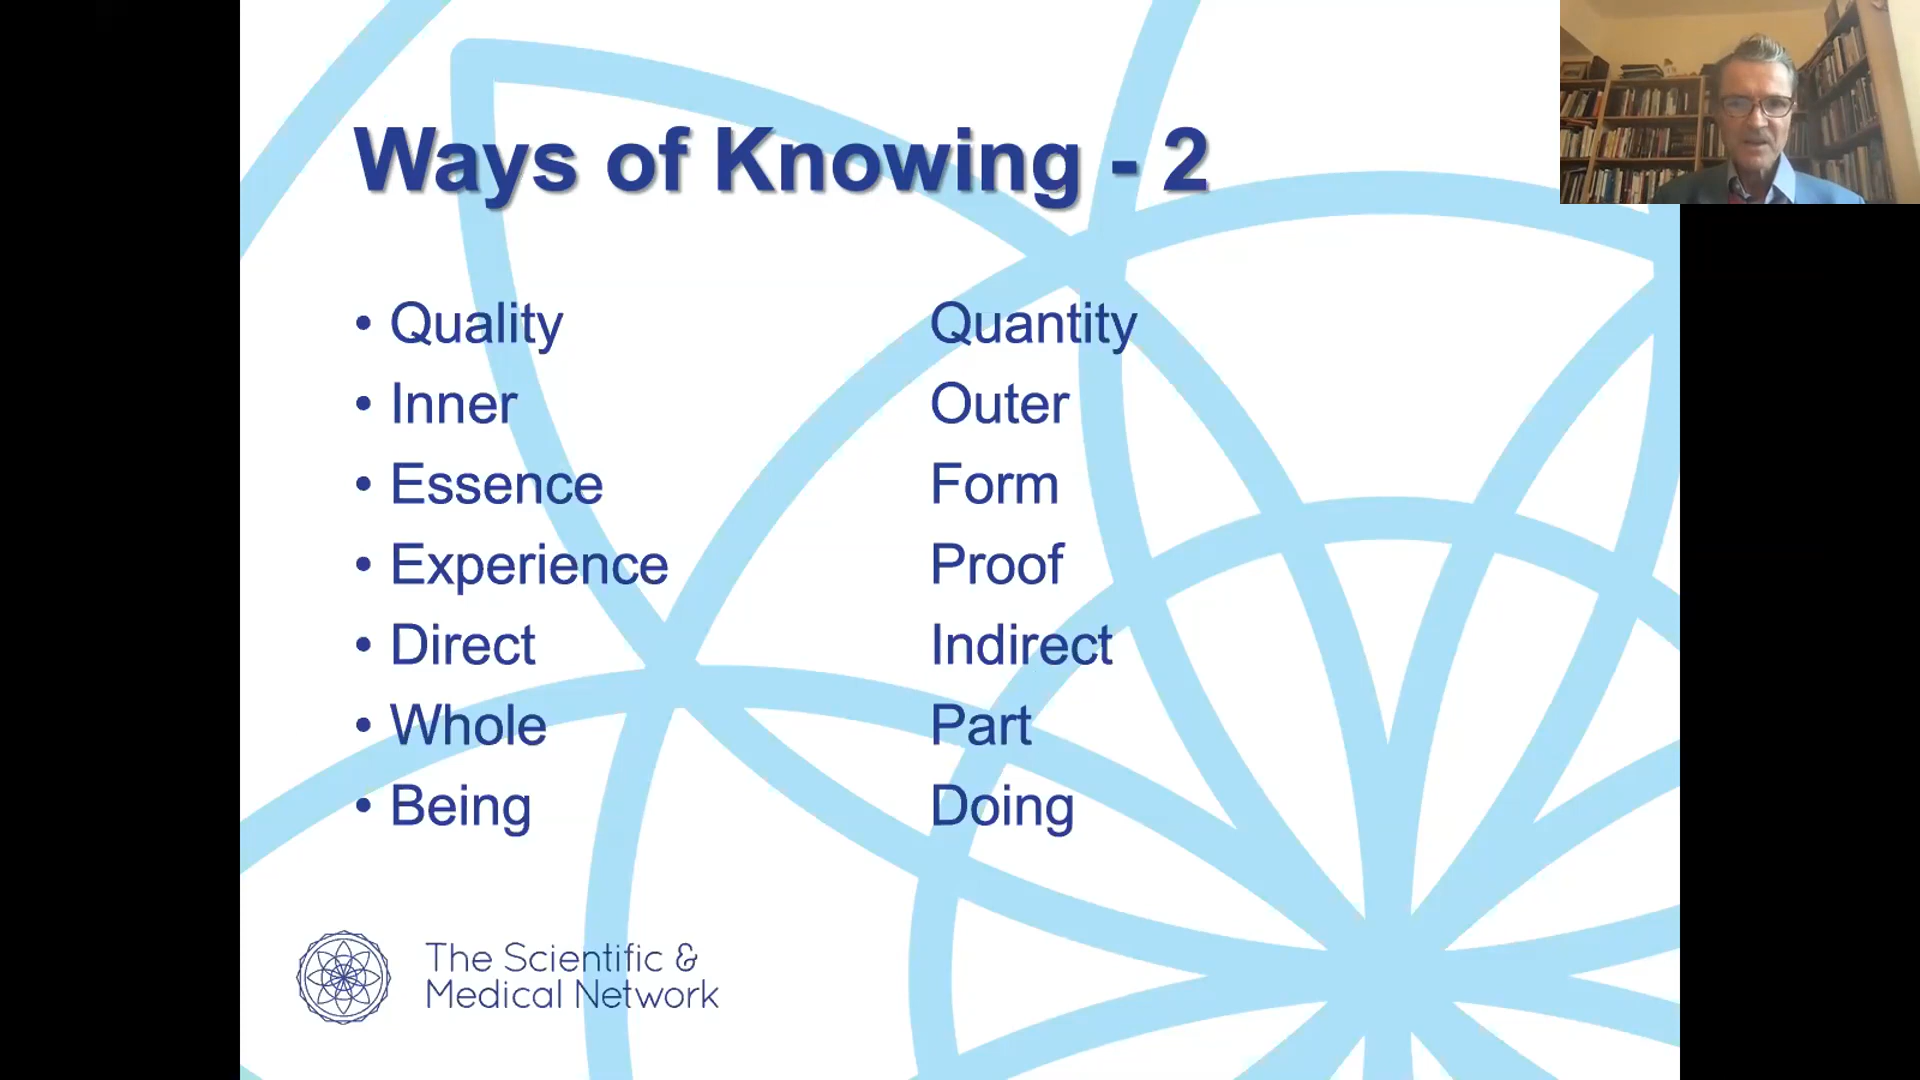 Ways of Knowing - 2
• Quality Quantity
• Inner Outer
• Essence Form
• Experience Proof
• Direct Indirect
• Whole Part
• Being Doing
The Scientific &
Medical Network